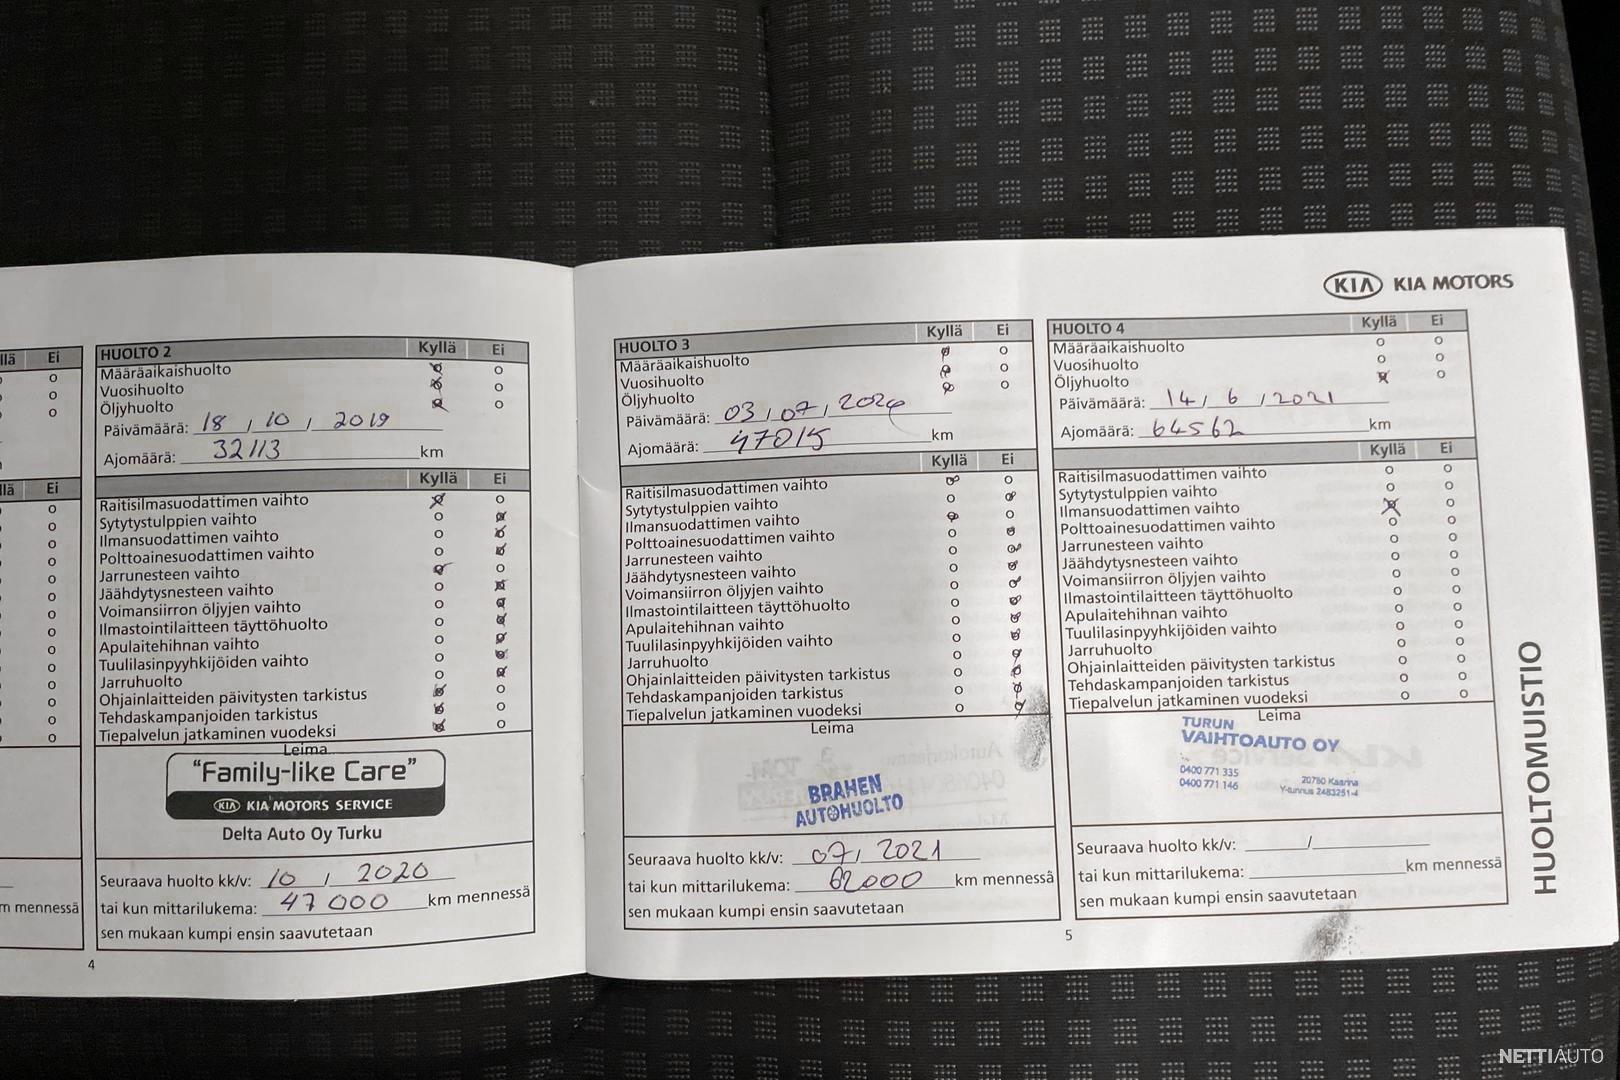 llä Ei
llä Ei
m mennessä
HUOLTO 2 Kyllä Ei
Määräaikaishuolto
Vuosihuolto
Öljyhuolto
Päivämäärä: 18 / 10 / 2019
Ajomäärä: 32113 km
Kyllä Ei
Raitisilmasuodattimen vaihto
Sytytystulppien vaihto
Ilmansuodattimen vaihto
Polttoainesuodattimen vaihto
Jarrunesteen vaihto
Jäähdytysnesteen vaihto
Voimansiirron öljyjen vaihto
Ilmastointilaitteen täyttöhuolto
Apulaitehihnan vaihto
Tuulilasinpyyhkijöiden vaihto
Jarruhuolto
Ohjainlaitteiden päivitysten tarkistus
Tehdaskampanjoiden tarkistus
Tiepalvelun jatkaminen vuodeksi
Leima
“Family-like Care”
KIA KIA MOTORS SERVICE
Delta Auto Oy Turku
Seuraava huolto kk/v: 10 / 2020
tai kun mittarilukema: 47000 km mennessä
sen mukaan kumpi ensin saavutetaan
4
KIA KIA MOTORS
HUOLTO 3 Kyllä Ei
Määräaikaishuolto
Vuosihuolto
Öljyhuolto
Päivämäärä: 03 / 07 / 2020
Ajomäärä: 47015 km
Kyllä Ei
Raitisilmasuodattimen vaihto
Sytytystulppien vaihto
Ilmansuodattimen vaihto
Polttoainesuodattimen vaihto
Jarrunesteen vaihto
Jäähdytysnesteen vaihto
Voimansiirron öljyjen vaihto
Ilmastointilaitteen täyttöhuolto
Apulaitehihnan vaihto
Tuulilasinpyyhkijöiden vaihto
Jarruhuolto
Ohjainlaitteiden päivitysten tarkistus
Tehdaskampanjoiden tarkistus
Tiepalvelun jatkaminen vuodeksi
Leima
BRAHEN
AUTOHUOLTO
Seuraava huolto kk/v: 07 / 2021
tai kun mittarilukema: 62000 km mennessä
sen mukaan kumpi ensin saavutetaan
HUOLTO 4 Kyllä Ei
Määräaikaishuolto
Vuosihuolto
Öljyhuolto
Päivämäärä: 14 / 6 / 2021
Ajomäärä: 64562 km
Kyllä Ei
Raitisilmasuodattimen vaihto
Sytytystulppien vaihto
Ilmansuodattimen vaihto
Polttoainesuodattimen vaihto
Jarrunesteen vaihto
Jäähdytysnesteen vaihto
Voimansiirron öljyjen vaihto
Ilmastointilaitteen täyttöhuolto
Apulaitehihnan vaihto
Tuulilasinpyyhkijöiden vaihto
Jarruhuolto
Ohjainlaitteiden päivitysten tarkistus
Tehdaskampanjoiden tarkistus
Tiepalvelun jatkaminen vuodeksi
Leima
TURUN
VAIHTOAUTO OY
0400 771 335 20780 Kaarina
0400 771 146 Y-tunnus 2483251-4
Seuraava huolto kk/v: /
tai kun mittarilukema: km mennessä
sen mukaan kumpi ensin saavutetaan
5
HUOLTOMUISTIO
NETTIAUTO